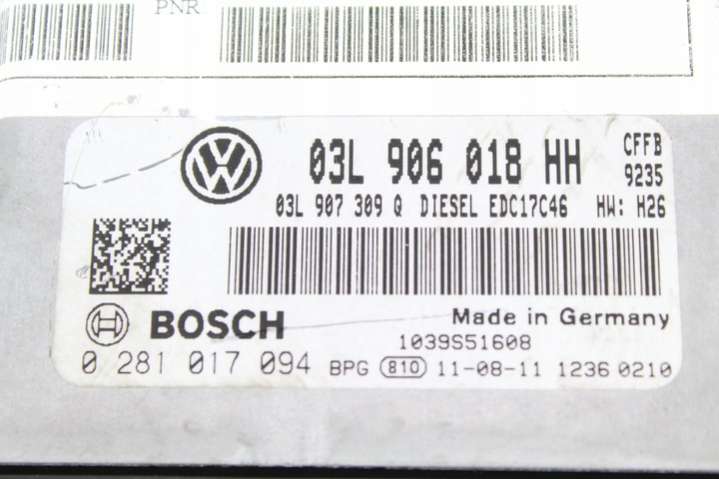 PNR
03L 906 018 HH CFFB
9235
03L 907 309 Q DIESEL EDC17C46 HW: H26
BOSCH Made in Germany
1039S51608
0 281 017 094 BPG 810 11-08-11 1236 0210